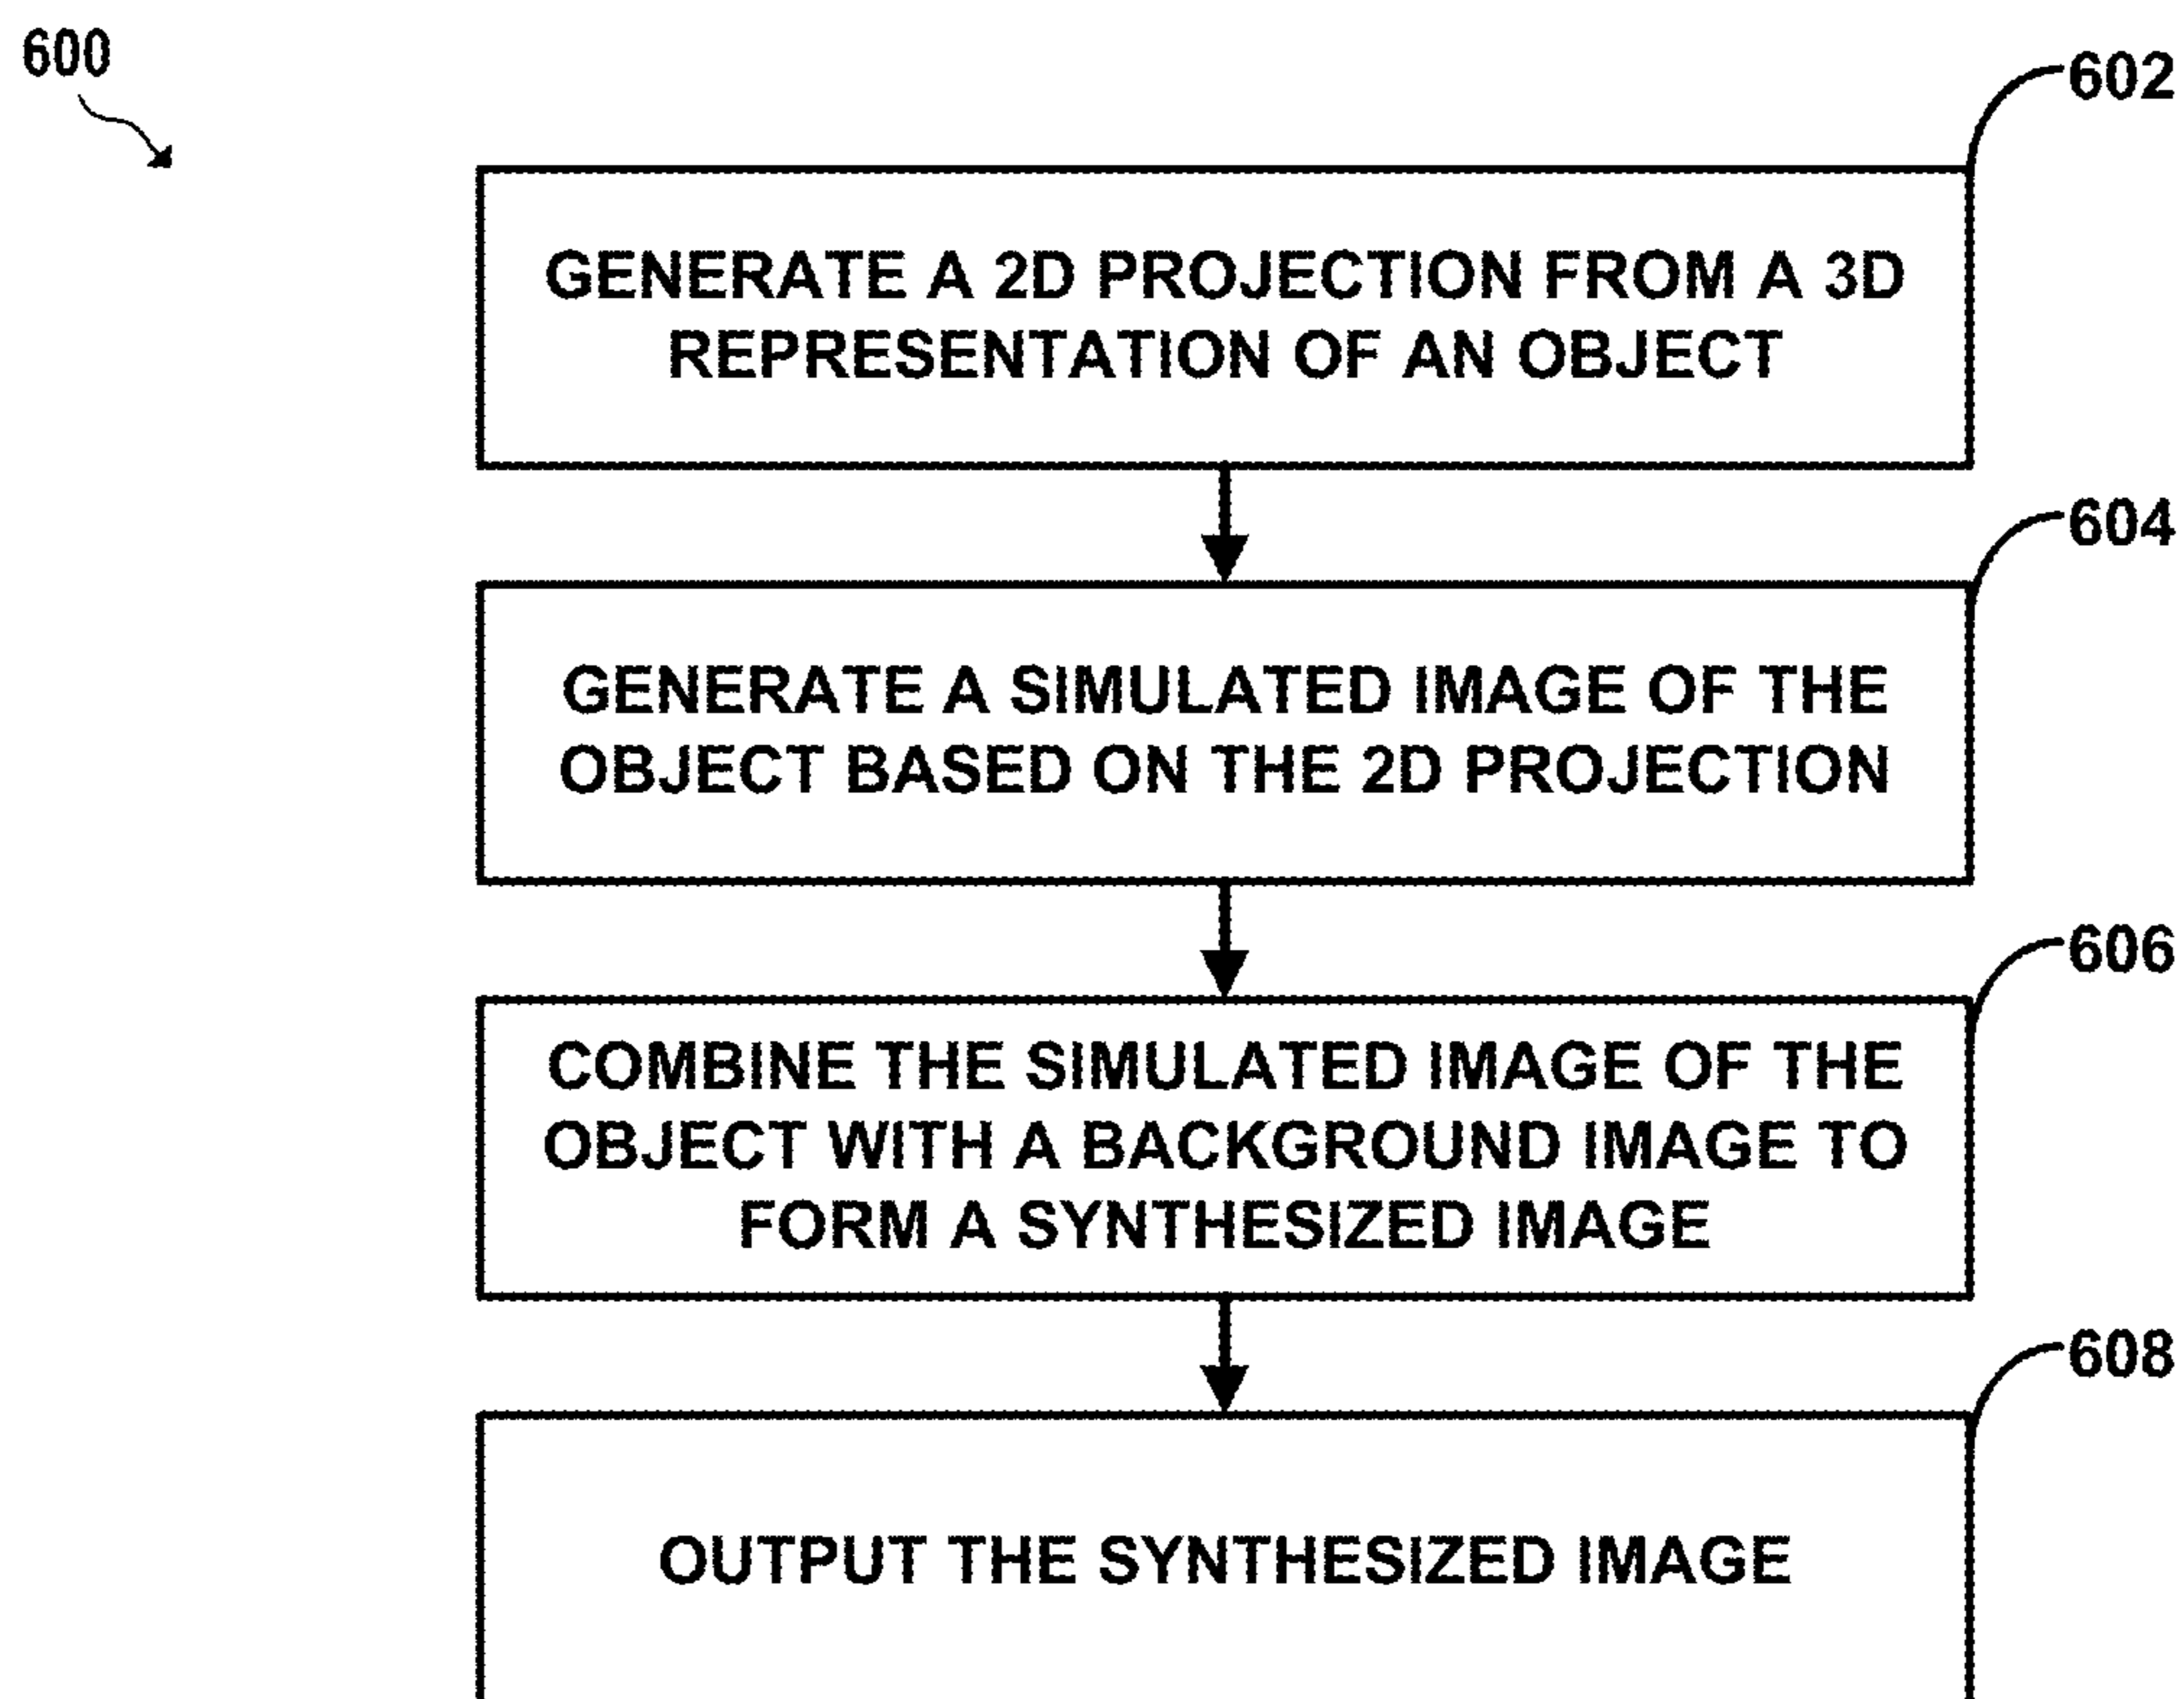 600
602
GENERATE A 2D PROJECTION FROM A 3D
REPRESENTATION OF AN OBJECT
604
GENERATE A SIMULATED IMAGE OF THE
OBJECT BASED ON THE 2D PROJECTION
606
COMBINE THE SIMULATED IMAGE OF THE
OBJECT WITH A BACKGROUND IMAGE TO
FORM A SYNTHESIZED IMAGE
608
OUTPUT THE SYNTHESIZED IMAGE